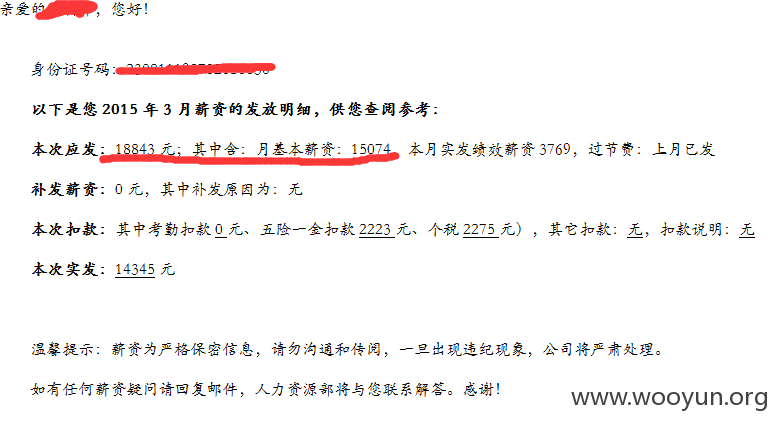 亲爱的，您好！
身份证号码：
以下是您 2015 年 3 月薪资的发放明细，供您查阅参考：
本次应发：18843 元；其中含：月基本薪资：15074 本月实发绩效薪资 3769，过节费：上月已发
补发薪资：0 元，其中补发原因为：无
本次扣款：其中考勤扣款 0 元、五险一金扣款 2223 元、个税 2275 元），其它扣款：无，扣款说明：无
本次实发：14345 元
温馨提示：薪资为严格保密信息，请勿沟通和传阅，一旦出现违纪现象，公司将严肃处理。
如有任何薪资疑问请回复邮件，人力资源部将与您联系解答。感谢！
www.wooyun.org